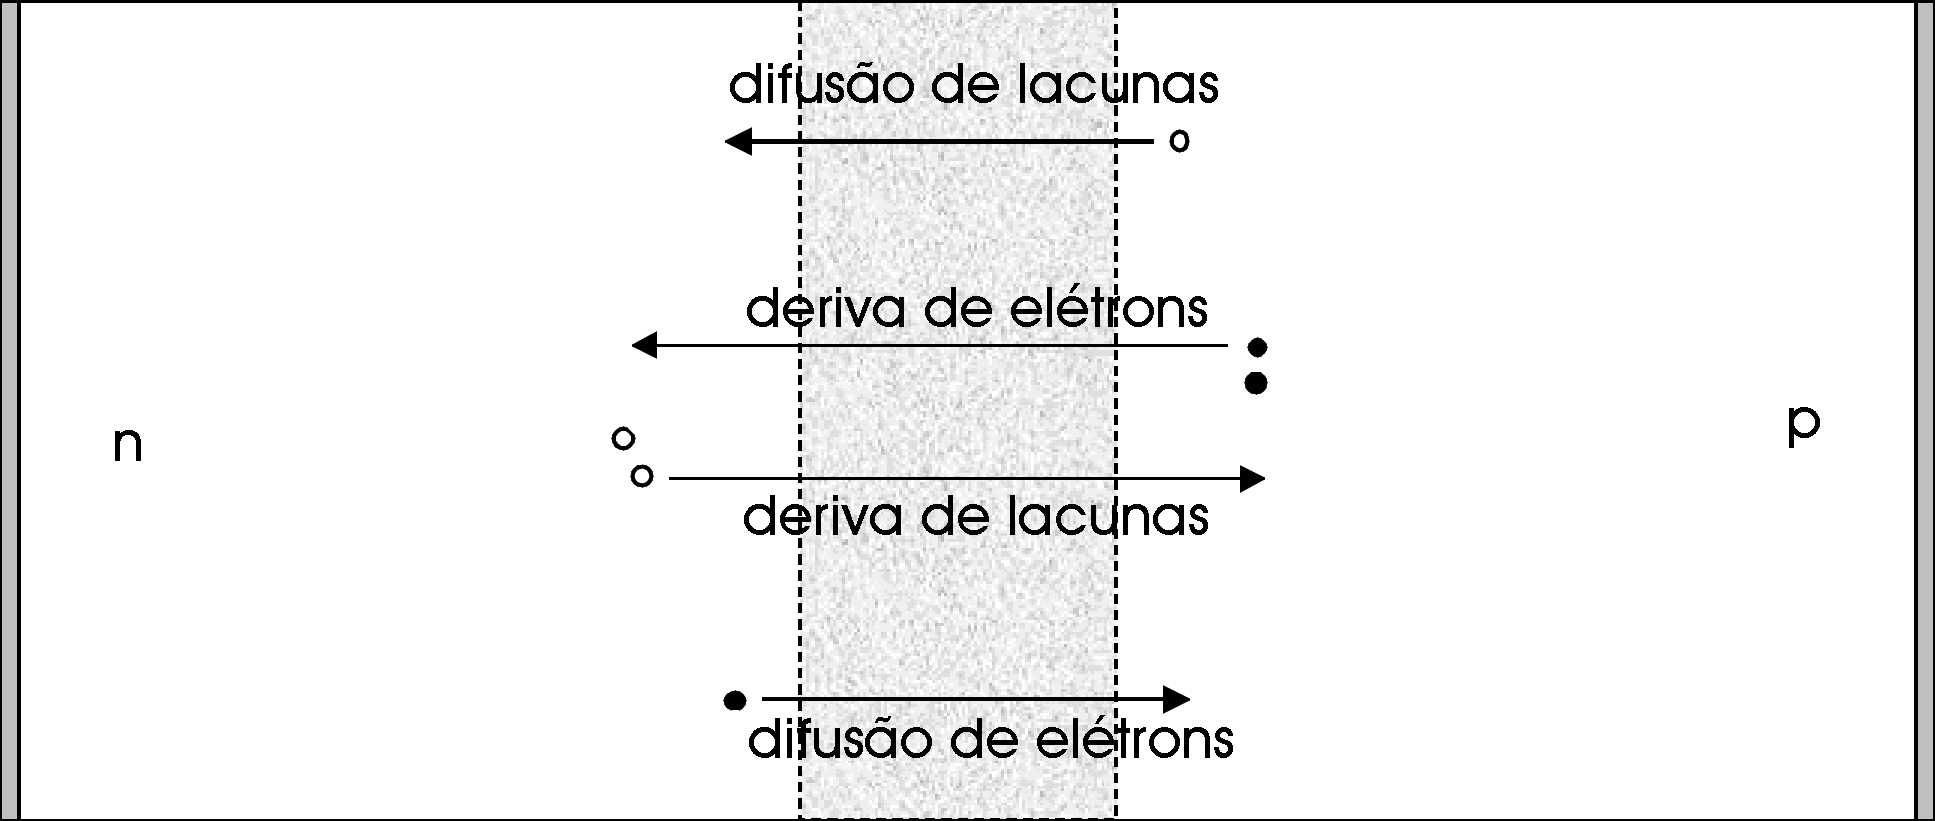 difusão de lacunas
deriva de elétrons
n
p
deriva de lacunas
difusão de elétrons